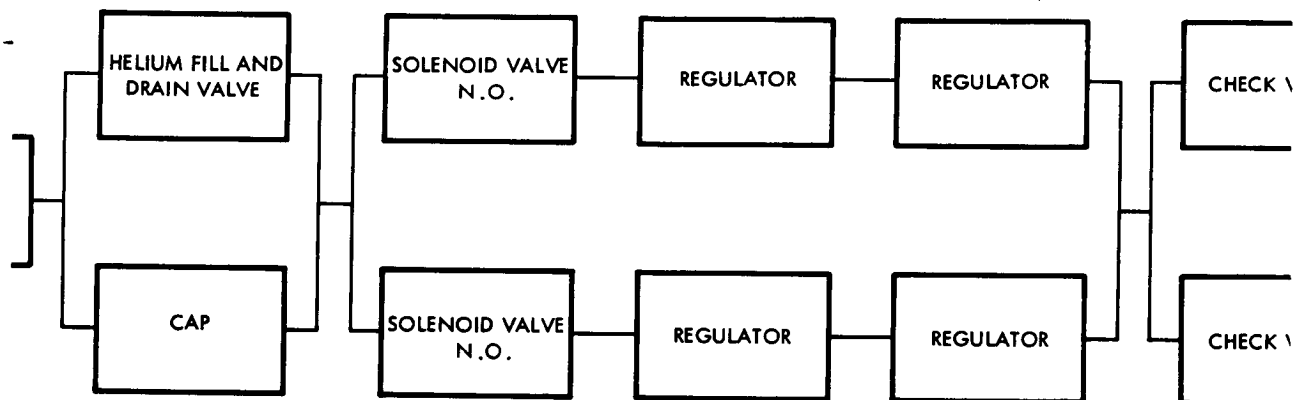 HELIUM FILL AND
DRAIN VALVE
SOLENOID VALVE
N.O.
REGULATOR
REGULATOR
CHECK
CAP
SOLENOID VALVE
N.O.
REGULATOR
REGULATOR
CHECK